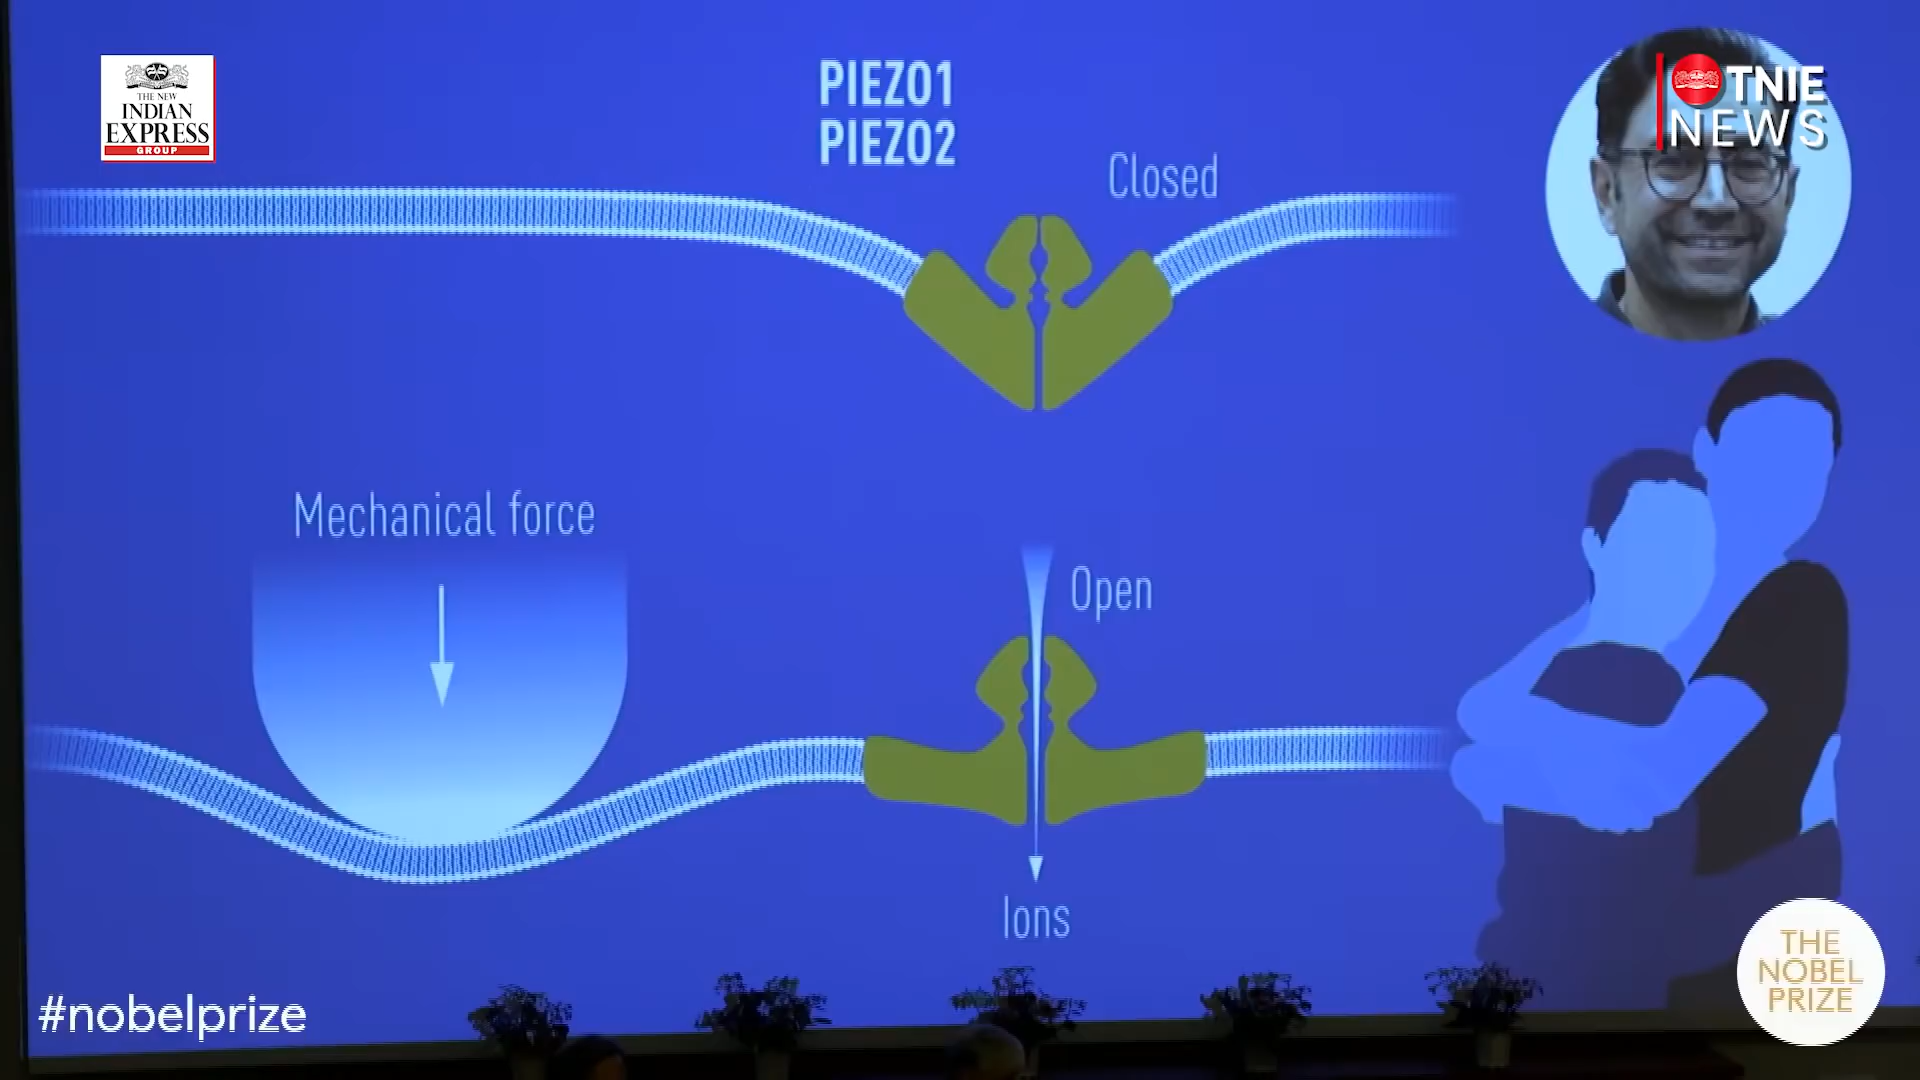 THE NEW
INDIAN
EXPRESS
GROUP
PIEZO1
PIEZO2
TNIE
NEWS
Closed
Mechanical force
Open
Ions
#nobelprize
THE
NOBEL
PRIZE